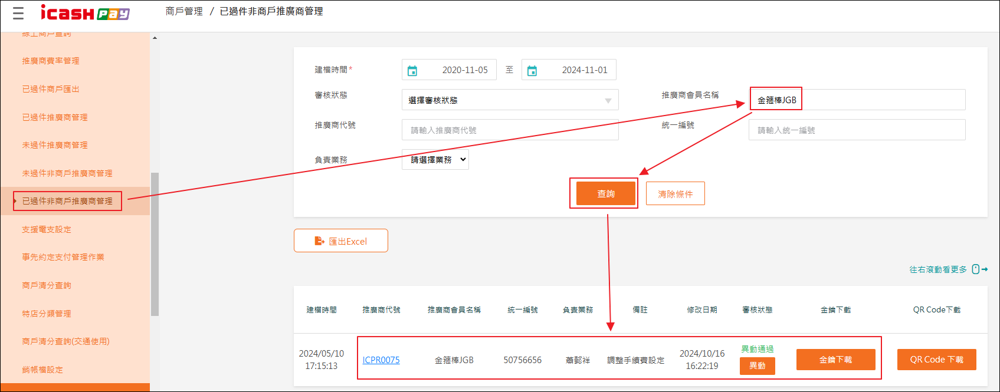 icash Pay
商戶管理 / 已過件非商戶推廣商管理
線上商戶查詢
推廣商費率管理
已過件商戶匯出
已過件推廣商管理
未過件推廣商管理
未過件非商戶推廣商管理
已過件非商戶推廣商管理
支援電支設定
事先約定支付管理作業
商戶清分查詢
特店分類管理
商戶清分查詢(交通使用)
銷帳檔設定
建檔時間* 2020-11-05 至 2024-11-01
審核狀態 選擇審核狀態 推廣商會員名稱 金箍棒JGB
推廣商代號 請輸入推廣商代號 統一編號 請輸入統一編號
負責業務 請選擇業務
查詢 清除條件
匯出Excel
往右滾動看更多
建檔時間 推廣商代號 推廣商會員名稱 統一編號 負責業務 備註 修改日期 審核狀態 金鑰下載 QR Code下載
2024/05/10 17:15:13 ICPR0075 金箍棒JGB 50756656 蕭懿祥 調整手續費設定 2024/10/16 16:22:19 異動通過 異動 金鑰下載 QR Code 下載